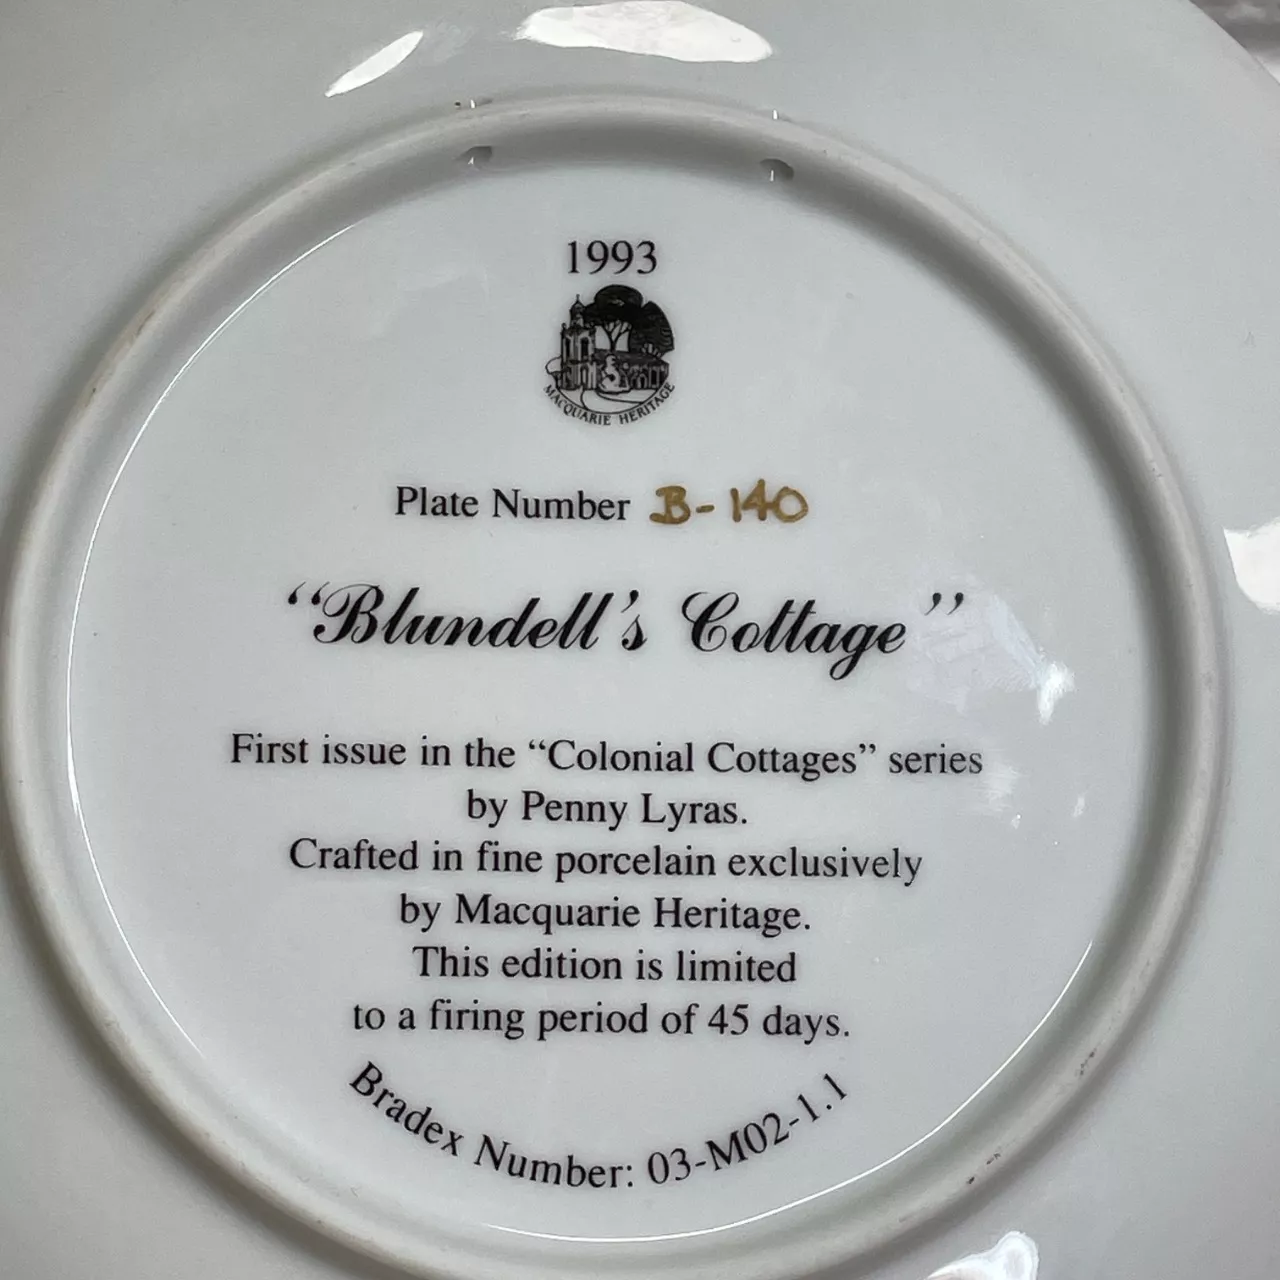 1993
MACQUARIE HERITAGE
Plate Number B-140
“Blundell’s Cottage”
First issue in the “Colonial Cottages” series
by Penny Lyras.
Crafted in fine porcelain exclusively
by Macquarie Heritage.
This edition is limited
to a firing period of 45 days.
Bradex Number: 03-M02-1.1